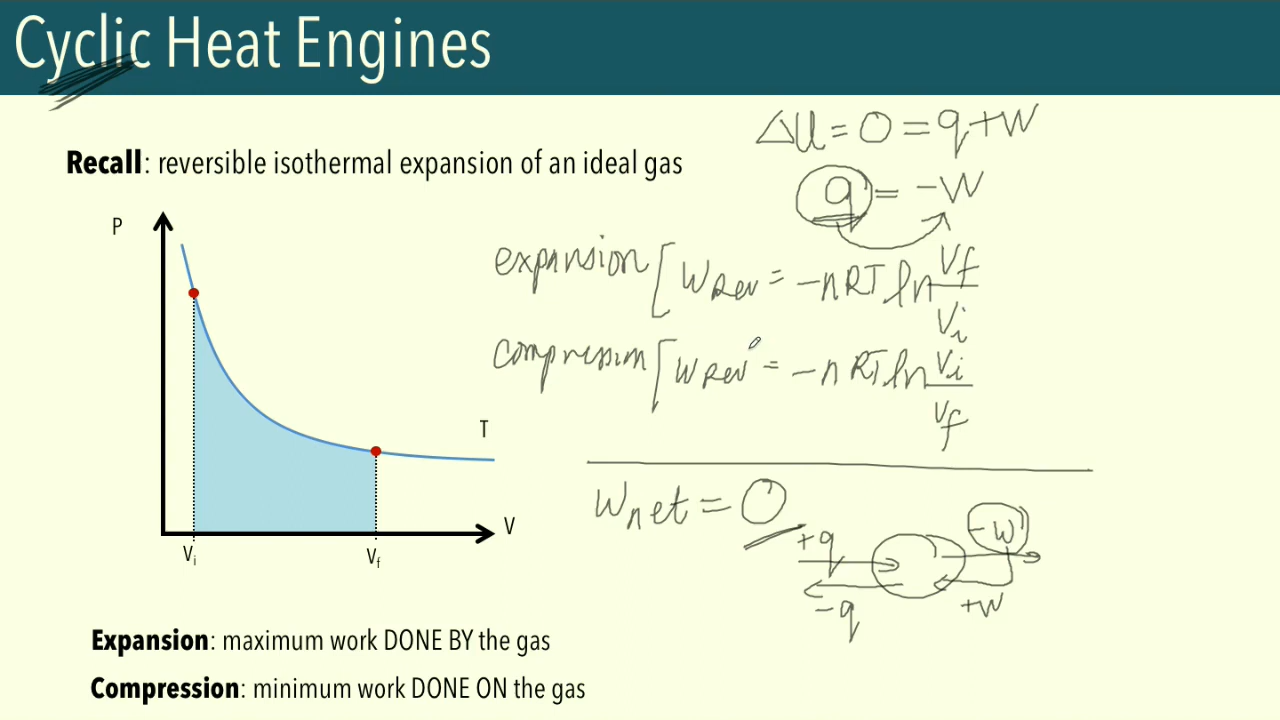 Cyclic Heat Engines
Recall: reversible isothermal expansion of an ideal gas
ΔU = 0 = q + w
q = -w
P
T
V
Vi
Vf
expansion [ wRev = -nRT ln Vf/Vi
compression [ wRev = -nRT ln Vi/Vf
wnet = 0
+q
-w
-q
+w
Expansion: maximum work DONE BY the gas
Compression: minimum work DONE ON the gas